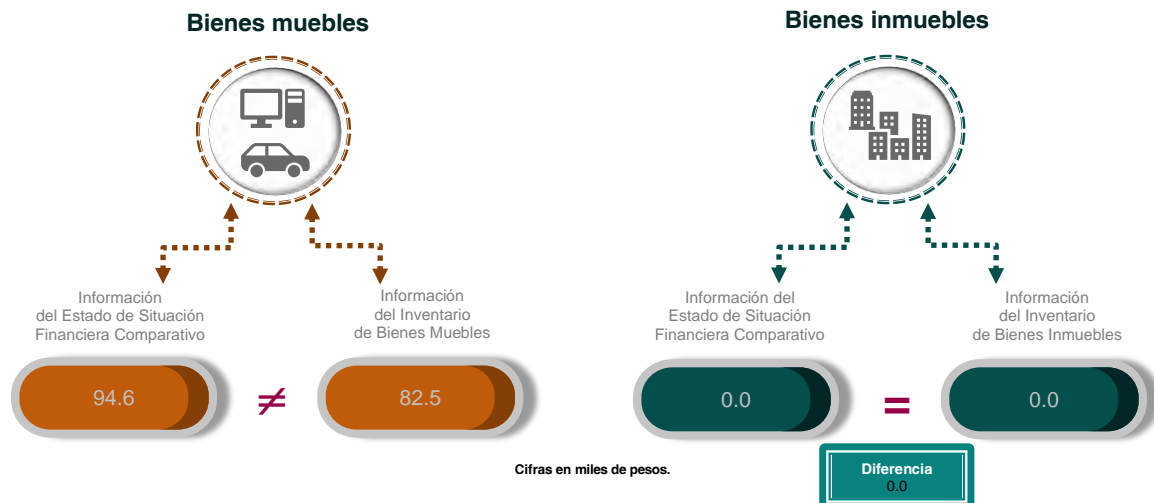 Bienes muebles
Información
del Estado de Situación
Financiera Comparativo
Información
del Inventario
de Bienes Muebles
94.6
≠
82.5
Bienes inmuebles
Información del
Estado de Situación
Financiera Comparativo
Información
del Inventario
de Bienes Inmuebles
0.0
=
0.0
Cifras en miles de pesos.
Diferencia
0.0